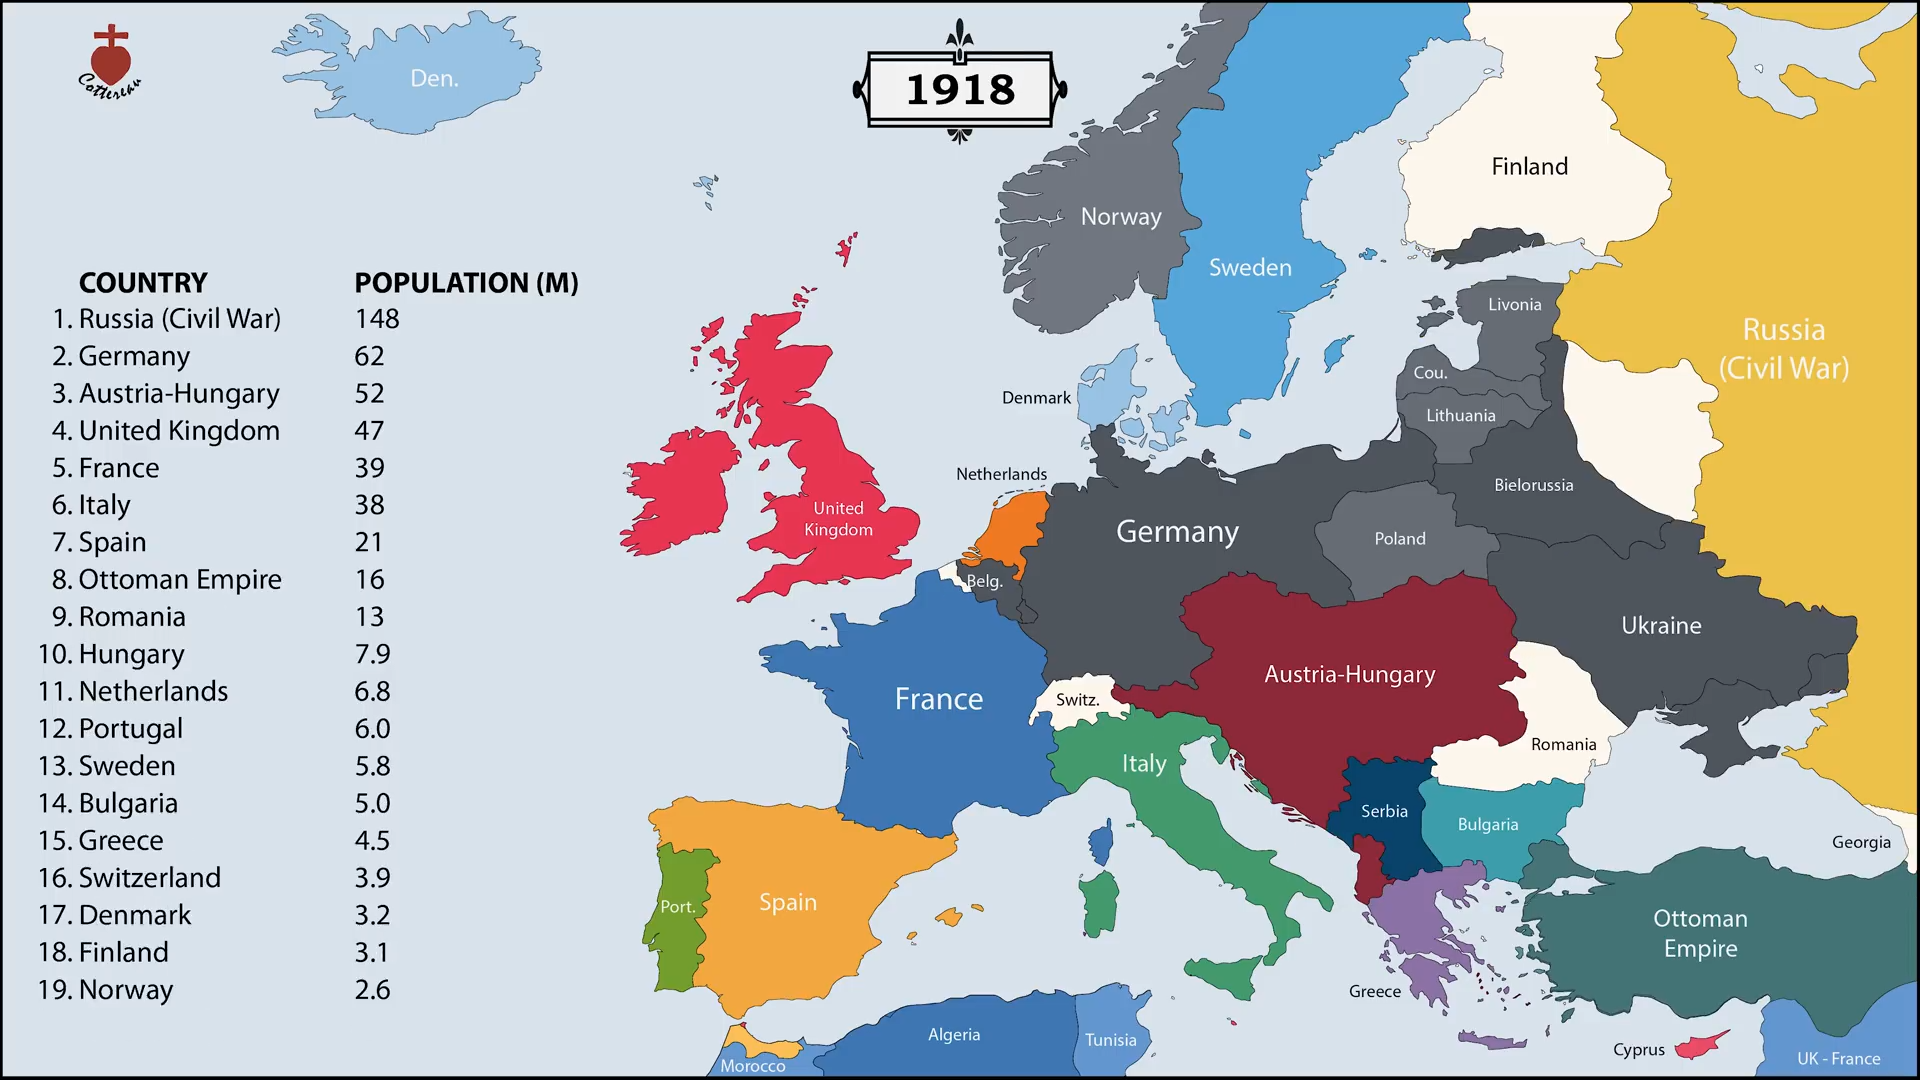 Cottereau
Den.
1918
Finland
Norway
Sweden
COUNTRY POPULATION (M)
1. Russia (Civil War) 148
2. Germany 62
3. Austria-Hungary 52
4. United Kingdom 47
5. France 39
6. Italy 38
7. Spain 21
8. Ottoman Empire 16
9. Romania 13
10. Hungary 7.9
11. Netherlands 6.8
12. Portugal 6.0
13. Sweden 5.8
14. Bulgaria 5.0
15. Greece 4.5
16. Switzerland 3.9
17. Denmark 3.2
18. Finland 3.1
19. Norway 2.6
Livonia
Russia
(Civil War)
Cou.
Denmark
Lithuania
Netherlands
Bielorussia
United
Kingdom
Germany
Poland
Belg.
Ukraine
Austria-Hungary
France
Switz.
Romania
Italy
Serbia
Bulgaria
Georgia
Port.
Spain
Ottoman
Empire
Greece
Algeria
Tunisia
Cyprus
Morocco
UK - France